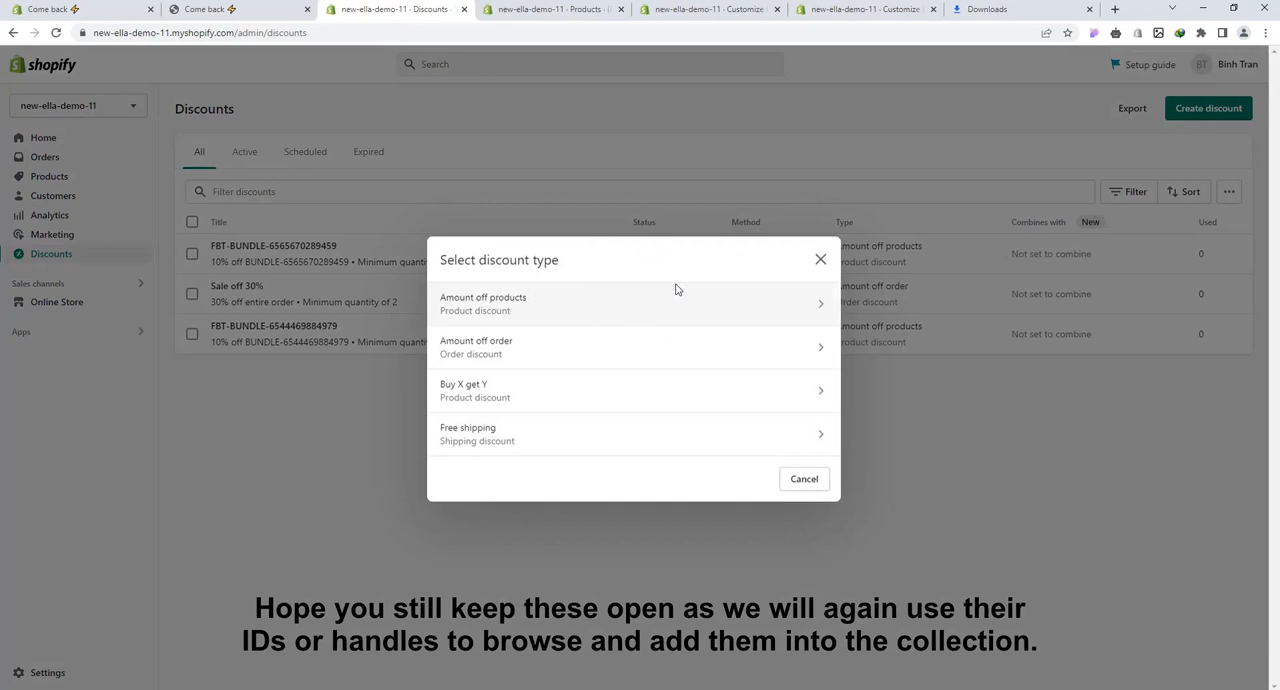 Come back ⚡
Come back ⚡
new-ella-demo-11 · Discounts ·
new-ella-demo-11 · Products ·
new-ella-demo-11 · Customize
new-ella-demo-11 · Customize
Downloads
new-ella-demo-11.myshopify.com/admin/discounts
shopify
Search
Setup guide
BT
Binh Tran
new-ella-demo-11
Home
Orders
Products
Customers
Analytics
Marketing
Discounts
Sales channels
Online Store
Apps
Settings
Discounts
Export
Create discount
All
Active
Scheduled
Expired
Filter discounts
Filter
Sort
Title
Status
Method
Type
Combines with
New
Used
FBT-BUNDLE-6565670289459
10% off BUNDLE-6565670289459 • Minimum quanti
mount off products
roduct discount
Not set to combine
0
Sale off 30%
30% off entire order • Minimum quantity of 2
mount off order
rder discount
Not set to combine
0
FBT-BUNDLE-6544469884979
10% off BUNDLE-6544469884979 • Minimum quanti
mount off products
roduct discount
Not set to combine
0
Select discount type
Amount off products
Product discount
Amount off order
Order discount
Buy X get Y
Product discount
Free shipping
Shipping discount
Cancel
Hope you still keep these open as we will again use their
IDs or handles to browse and add them into the collection.